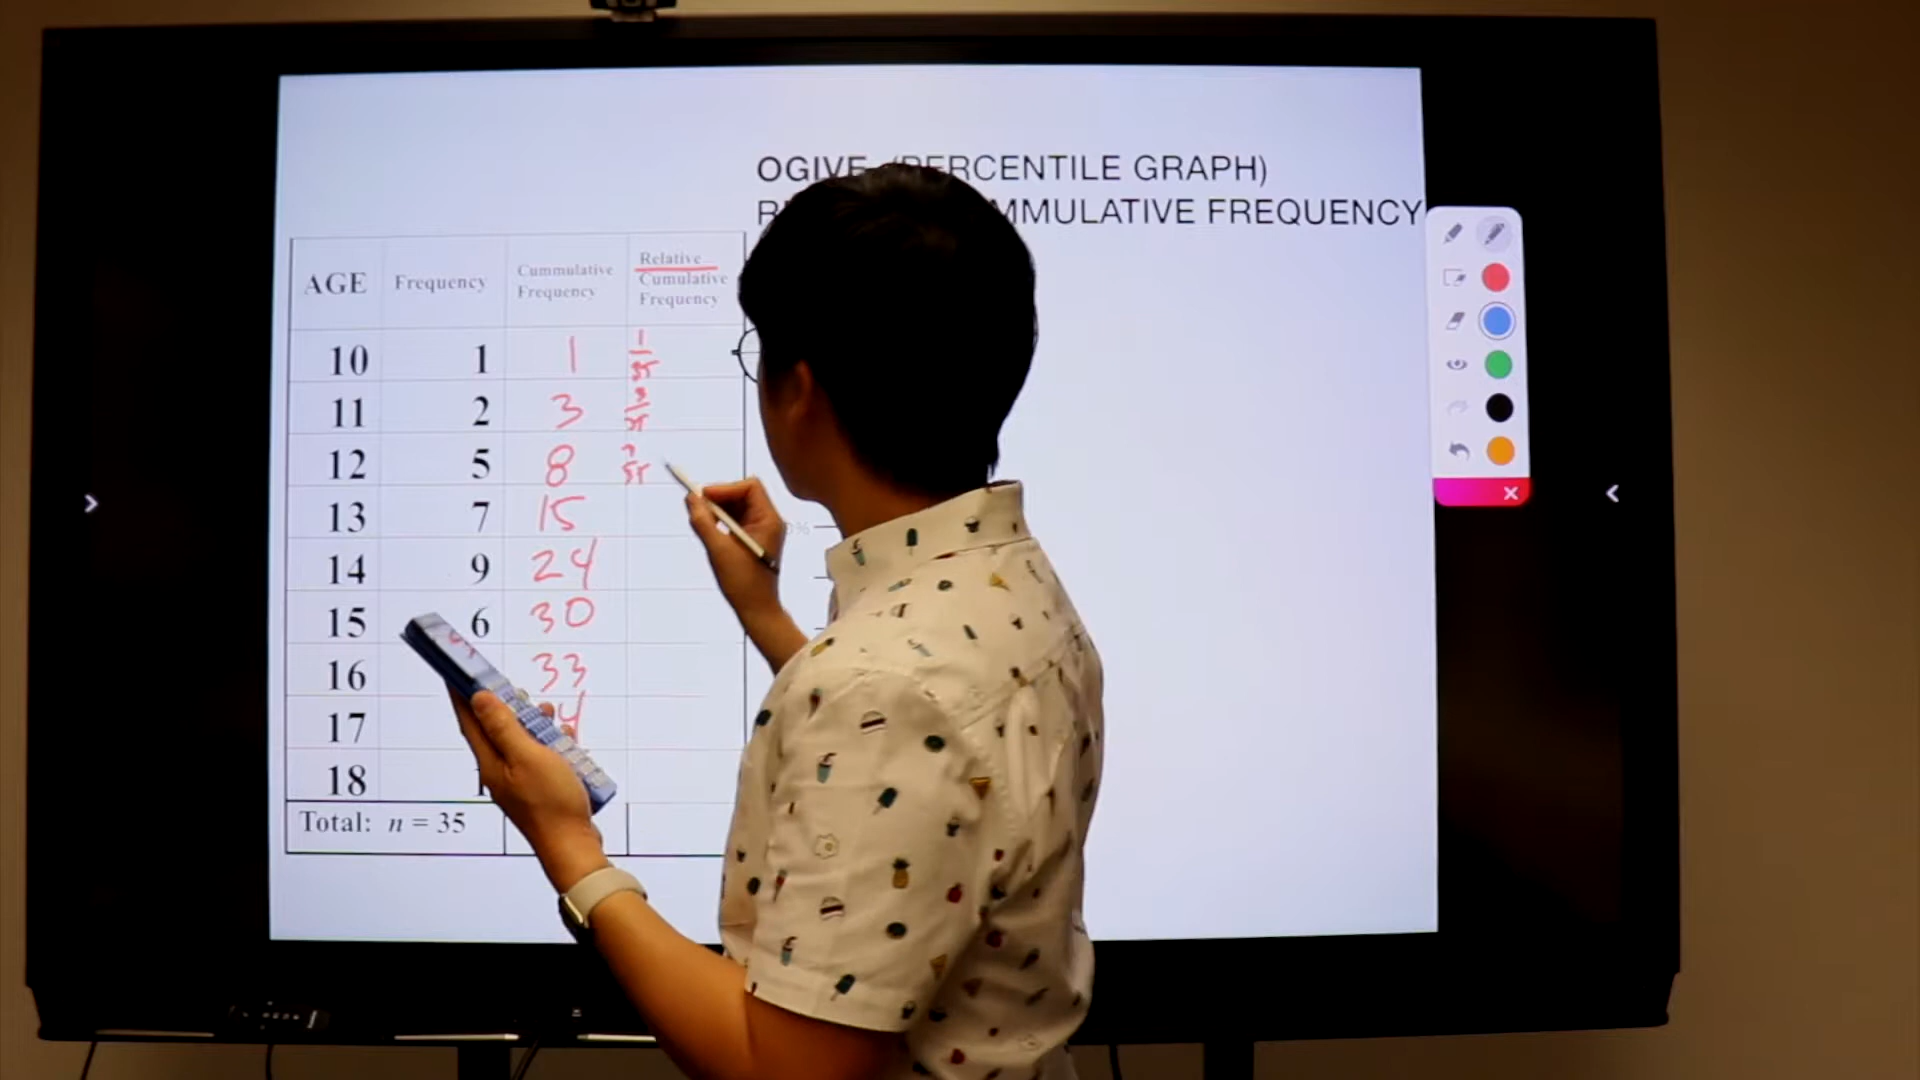 OGIVE (PERCENTILE GRAPH)
MMULATIVE FREQUENCY
AGE Frequency Cummulative Frequency Relative Cumulative Frequency
10 1 1 1/35
11 2 3 3/35
12 5 8
13 7 15
14 9 24
15 6 30
16 33
17
18
Total: n = 35